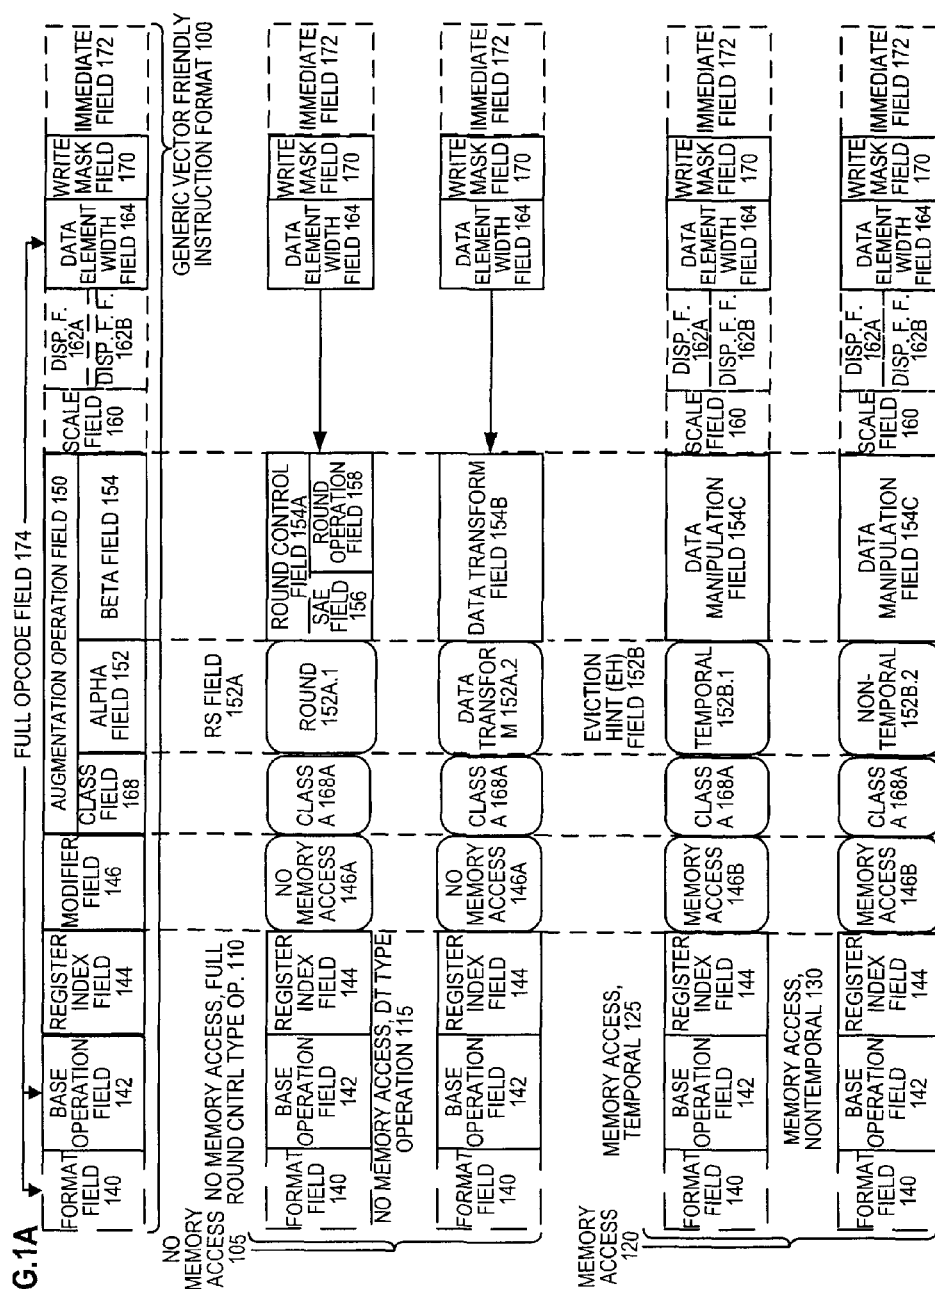 G.1A
FULL OPCODE FIELD 174
FORMAT
FIELD
140
BASE
OPERATION
FIELD
142
REGISTER
INDEX
FIELD
144
MODIFIER
FIELD
146
AUGMENTATION OPERATION FIELD 150
CLASS
FIELD
168
ALPHA
FIELD 152
BETA FIELD 154
SCALE
FIELD
160
DISP. F.
162A
DISP. F. F.
162B
DATA
ELEMENT
WIDTH
FIELD 164
WRITE
MASK
FIELD
170
IMMEDIATE
FIELD 172
GENERIC VECTOR FRIENDLY
INSTRUCTION FORMAT 100
NO
MEMORY
ACCESS
105
NO MEMORY ACCESS, FULL
ROUND CNTRL TYPE OP. 110
RS FIELD
152A
FORMAT
FIELD
140
BASE
OPERATION
FIELD
142
REGISTER
INDEX
FIELD
144
NO
MEMORY
ACCESS
146A
CLASS
A 168A
ROUND
152A.1
ROUND CONTROL
FIELD 154A
SAE
FIELD
156
ROUND
OPERATION
FIELD 158
DATA
ELEMENT
WIDTH
FIELD 164
WRITE
MASK
FIELD
170
IMMEDIATE
FIELD 172
NO MEMORY ACCESS, DT TYPE
OPERATION 115
FORMAT
FIELD
140
BASE
OPERATION
FIELD
142
REGISTER
INDEX
FIELD
144
NO
MEMORY
ACCESS
146A
CLASS
A 168A
DATA
TRANSFOR
M 152A.2
DATA TRANSFORM
FIELD 154B
DATA
ELEMENT
WIDTH
FIELD 164
WRITE
MASK
FIELD
170
IMMEDIATE
FIELD 172
MEMORY
ACCESS
120
MEMORY ACCESS,
TEMPORAL 125
EVICTION
HINT (EH)
FIELD 152B
FORMAT
FIELD
140
BASE
OPERATION
FIELD
142
REGISTER
INDEX
FIELD
144
MEMORY
ACCESS
146B
CLASS
A 168A
TEMPORAL
152B.1
DATA
MANIPULATION
FIELD 154C
SCALE
FIELD
160
DISP. F.
162A
DISP. F. F.
162B
DATA
ELEMENT
WIDTH
FIELD 164
WRITE
MASK
FIELD
170
IMMEDIATE
FIELD 172
MEMORY ACCESS,
NONTEMPORAL 130
FORMAT
FIELD
140
BASE
OPERATION
FIELD
142
REGISTER
INDEX
FIELD
144
MEMORY
ACCESS
146B
CLASS
A 168A
NON-
TEMPORAL
152B.2
DATA
MANIPULATION
FIELD 154C
SCALE
FIELD
160
DISP. F.
162A
DISP. F. F.
162B
DATA
ELEMENT
WIDTH
FIELD 164
WRITE
MASK
FIELD
170
IMMEDIATE
FIELD 172